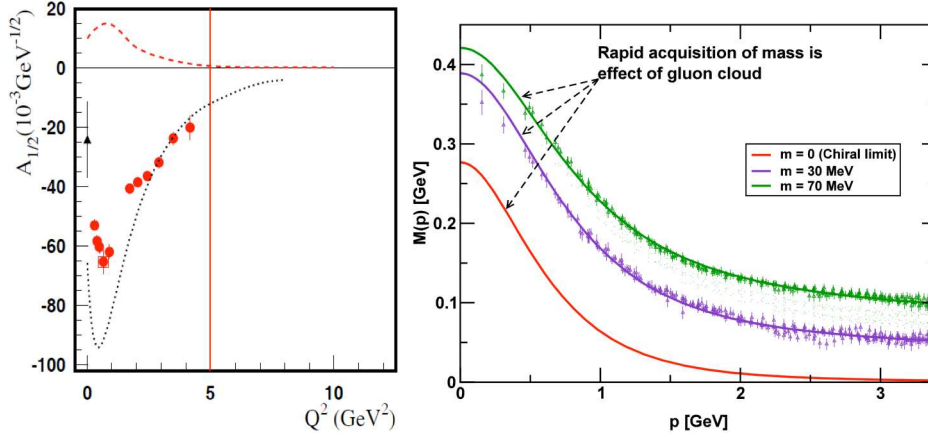 20
0
-20
-40
-60
-80
-100
A1/2(10-3GeV-1/2)
0
5
10
Q2 (GeV2)
Rapid acquisition of mass is
effect of gluon cloud
m = 0 (Chiral limit)
m = 30 MeV
m = 70 MeV
0.4
0.3
0.2
0.1
0
M(p) [GeV]
0
1
2
3
p [GeV]